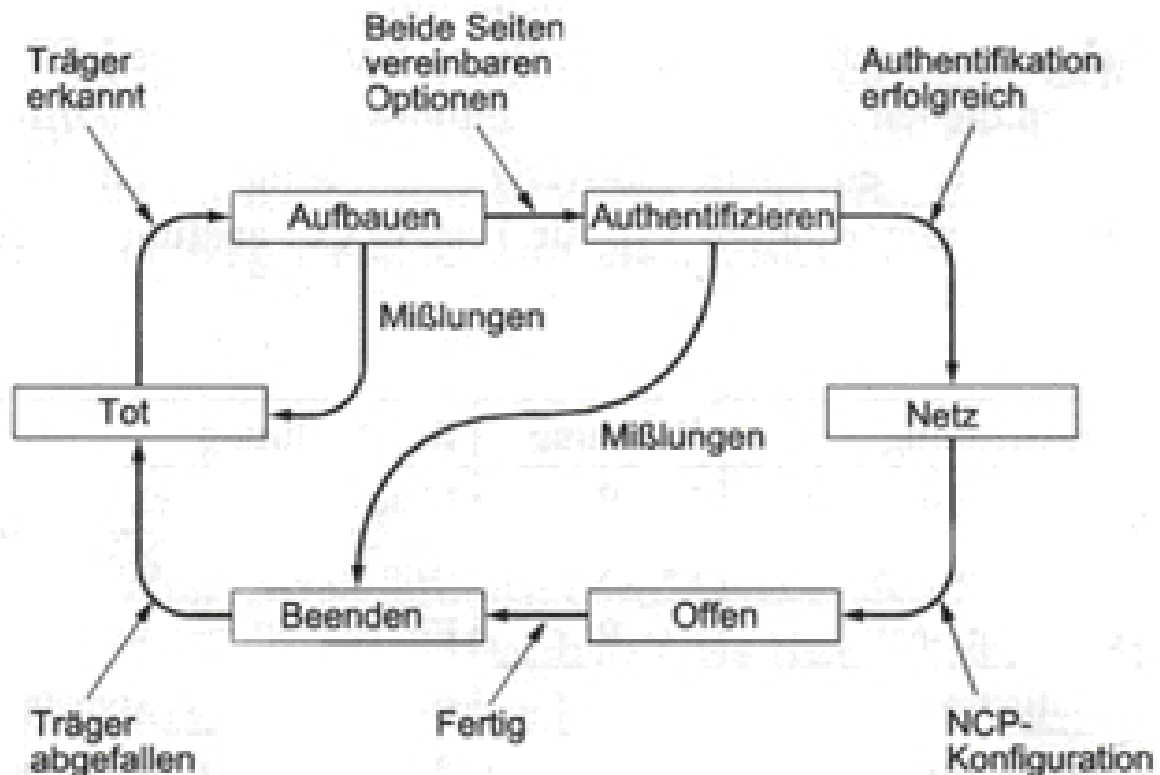 Träger
erkannt
Beide Seiten
vereinbaren
Optionen
Authentifikation
erfolgreich
Aufbauen
Authentifizieren
Mißlungen
Tot
Mißlungen
Netz
Beenden
Offen
Träger
abgefallen
Fertig
NCP-
Konfiguration